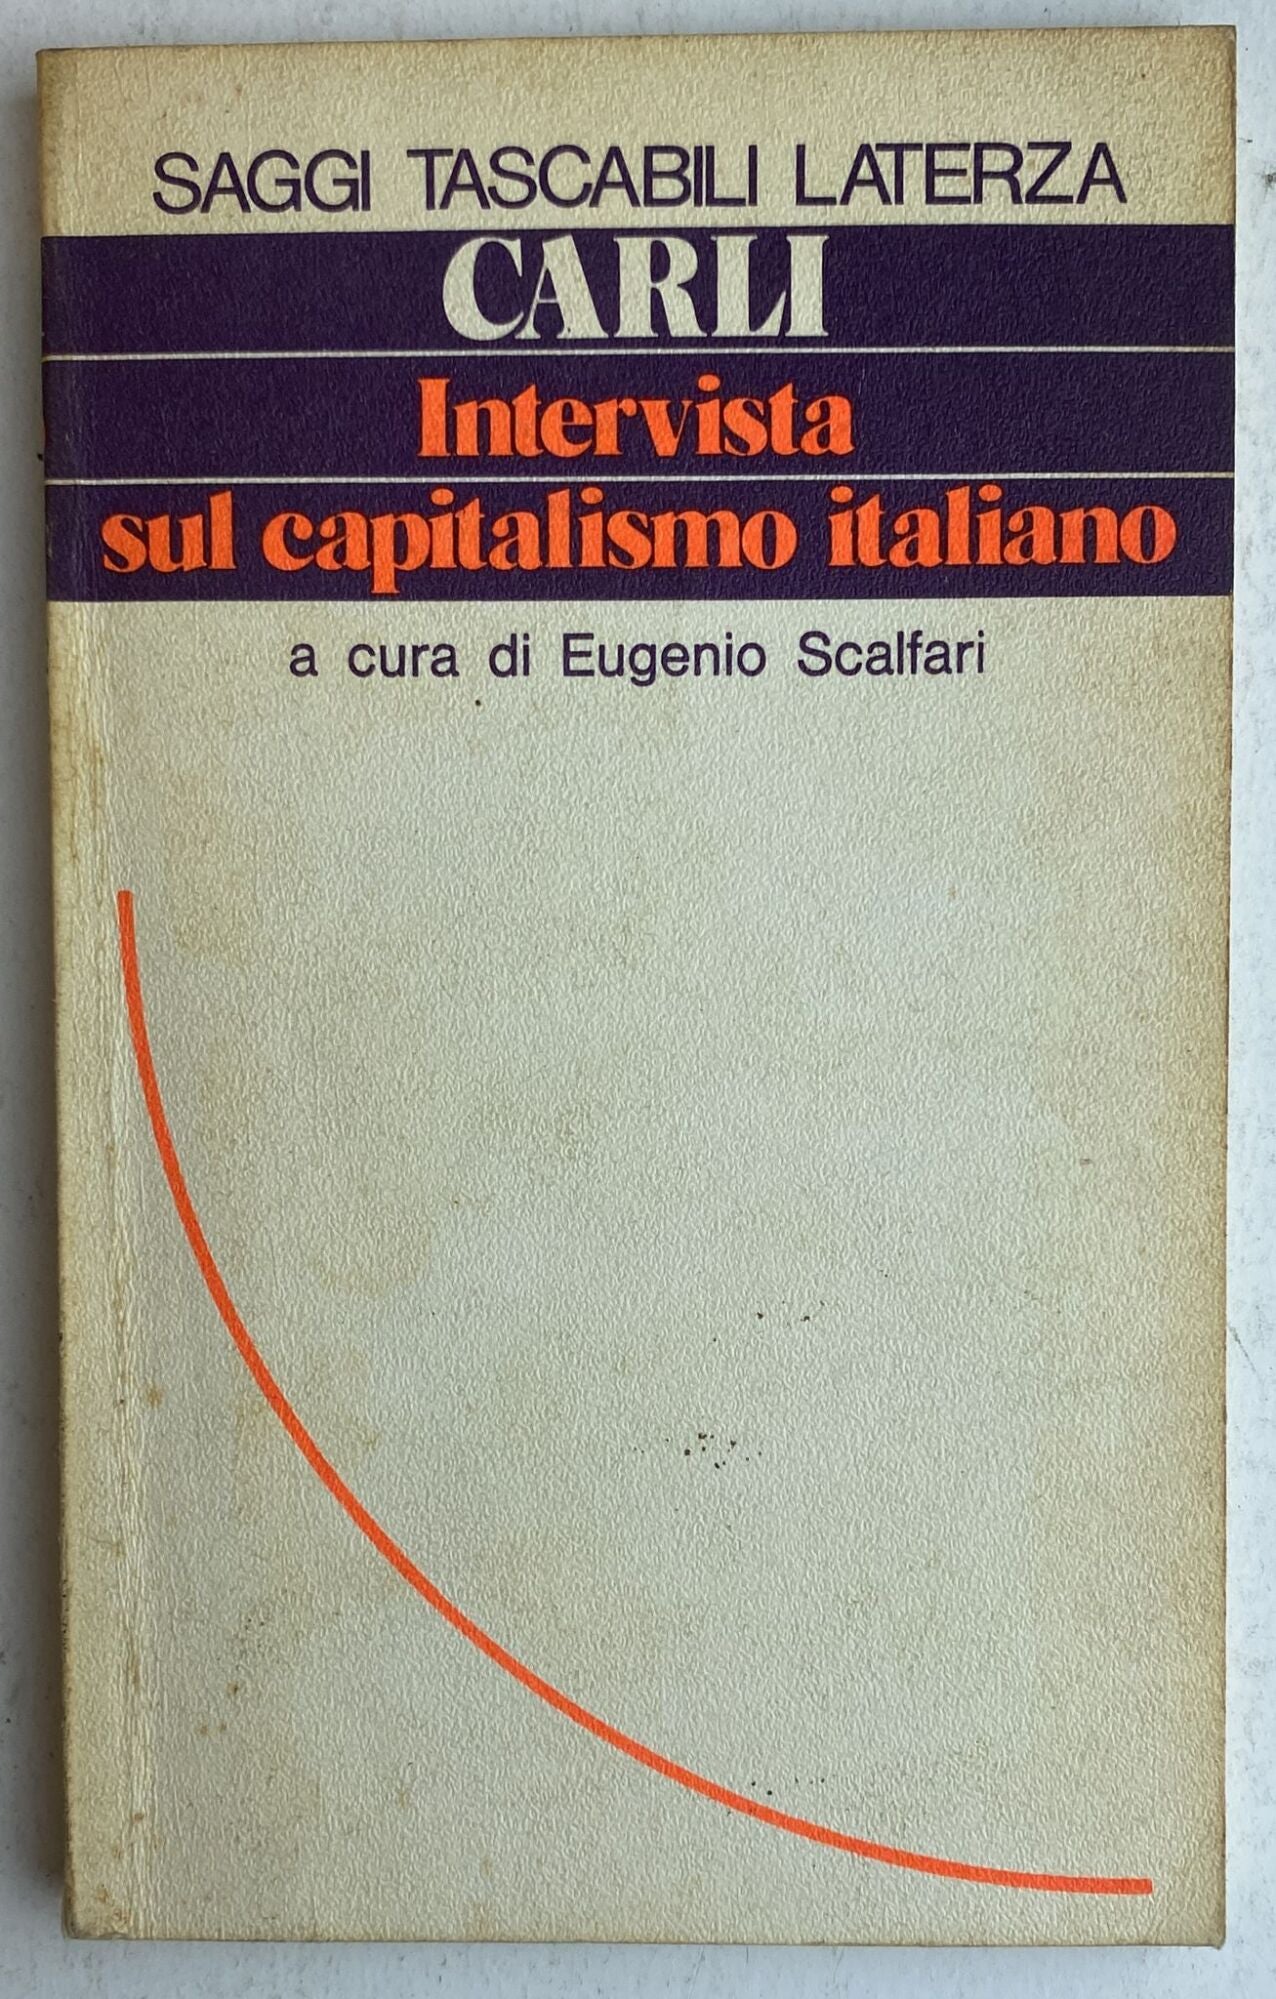 SAGGI TASCABILI LATERZA
CARLI
Intervista
sul capitalismo italiano
a cura di Eugenio Scalfari